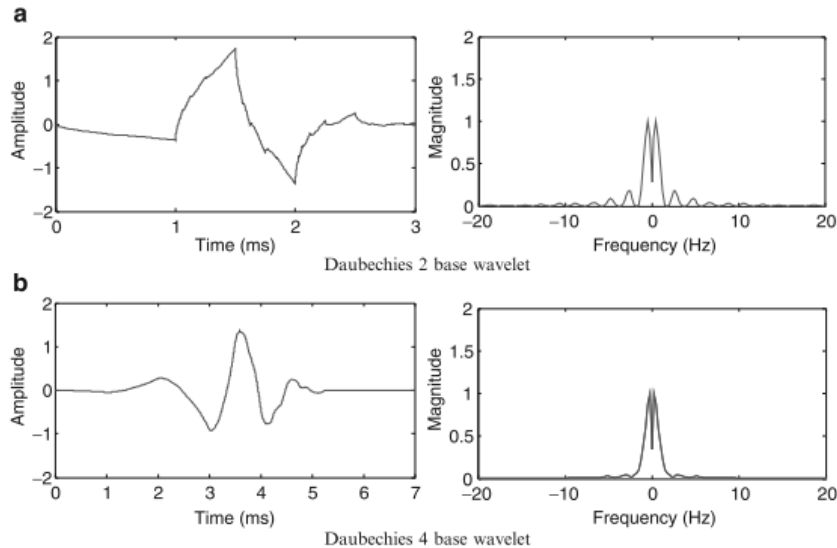 a
2
1
0
−1
−2
Amplitude
0 1 2 3
Time (ms)
2
1.5
1
0.5
0
Magnitude
−20 −10 0 10 20
Frequency (Hz)
Daubechies 2 base wavelet
b
2
1
0
−1
−2
Amplitude
0 1 2 3 4 5 6 7
Time (ms)
2
1.5
1
0.5
0
Magnitude
−20 −10 0 10 20
Frequency (Hz)
Daubechies 4 base wavelet